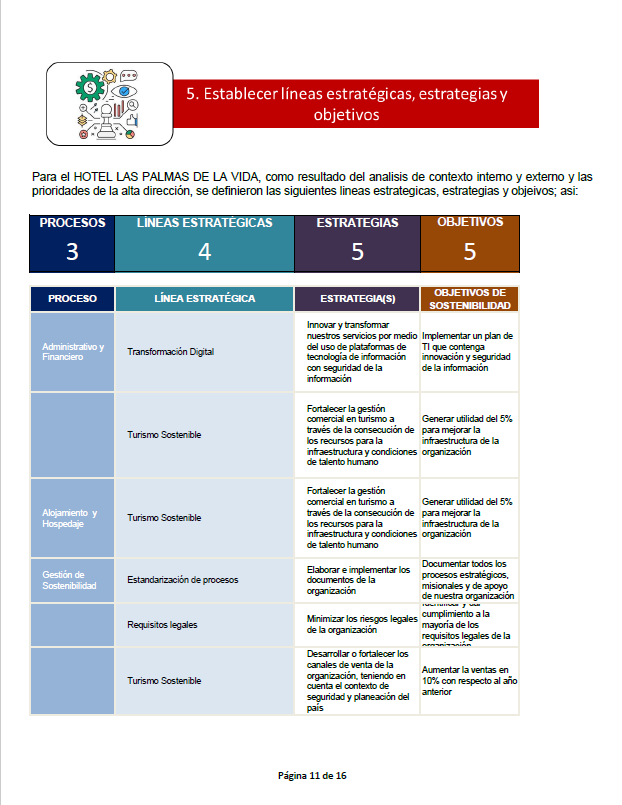 5. Establecer líneas estratégicas, estrategias y
objetivos
Para el HOTEL LAS PALMAS DE LA VIDA, como resultado del analisis de contexto interno y externo y las
prioridades de la alta dirección, se definieron las siguientes lineas estrategicas, estrategias y objeivos; asi:
PROCESOS LÍNEAS ESTRATÉGICAS ESTRATEGIAS OBJETIVOS
3 4 5 5
PROCESO LÍNEA ESTRATÉGICA ESTRATEGIA(S) OBJETIVOS DE
SOSTENIBILIDAD
Administrativo y
Financiero
Transformación Digital
Innovar y transformar
nuestros servicios por medio
del uso de plataformas de
tecnología de información
con seguridad de la
información
Implementar un plan de
TI que contenga
innovación y seguridad
de la información
Turismo Sostenible
Fortalecer la gestión
comercial en turismo a
través de la consecución de
los recursos para la
infraestructura y condiciones
de talento humano
Generar utilidad del 5%
para mejorar la
infraestructura de la
organización
Alojamiento y
Hospedaje
Turismo Sostenible
Fortalecer la gestión
comercial en turismo a
través de la consecución de
los recursos para la
infraestructura y condiciones
de talento humano
Generar utilidad del 5%
para mejorar la
infraestructura de la
organización
Gestión de
Sostenibilidad
Estandarización de procesos
Elaborar e implementar los
documentos de la
organización
Documentar todos los
procesos estratégicos,
misionales y de apoyo
de nuestra organización
Requisitos legales
Minimizar los riesgos legales
de la organización
cumplimiento a la
mayoría de los
requisitos legales de la
Turismo Sostenible
Desarrollar o fortalecer los
canales de venta de la
organización, teniendo en
cuenta el contexto de
seguridad y planeación del
país
Aumentar la ventas en
10% con respecto al año
anterior
Página 11 de 16